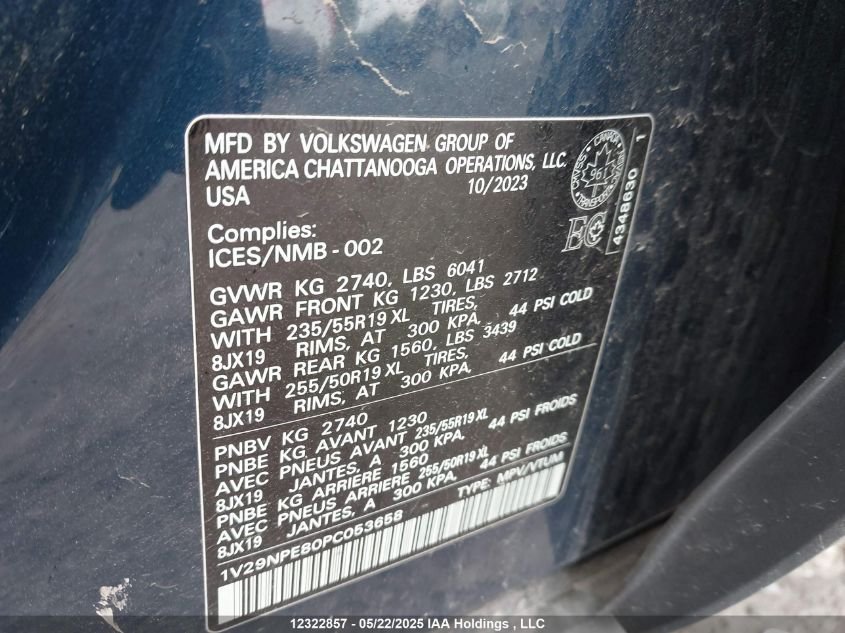 MFD BY VOLKSWAGEN GROUP OF
AMERICA CHATTANOOGA OPERATIONS, LLC.
USA
10/2023
CANADA
961
EC
4348630 1
Complies:
ICES/NMB-002
GVWR KG 2740, LBS 6041
GAWR FRONT KG 1230, LBS 2712
WITH 235/55R19 XL TIRES,
8JX19 RIMS, AT 300 KPA, 44 PSI COLD
GAWR REAR KG 1560, LBS 3439
WITH 255/50R19 XL TIRES,
8JX19 RIMS, AT 300 KPA, 44 PSI COLD
PNBV KG 2740
PNBE KG AVANT 1230
AVEC PNEUS AVANT 235/55R19 XL
8JX19 JANTES, A 300 KPA, 44 PSI FROIDS
PNBE KG ARRIERE 1560
AVEC PNEUS ARRIERE 255/50R19 XL
8JX19 JANTES, A 300 KPA, 44 PSI FROIDS
TYPE: MPV/VTUM
1V29NPE80PC053658
12322857 - 05/22/2025 IAA Holdings , LLC